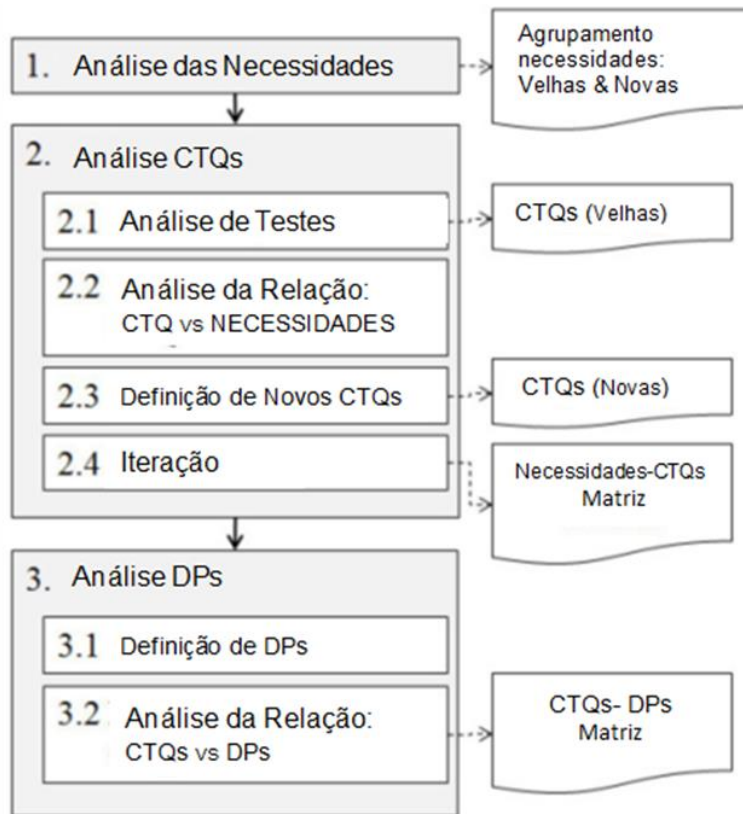 1. Análise das Necessidades
Agrupamento
necessidades:
Velhas & Novas
2. Análise CTQs
2.1 Análise de Testes
CTQs (Velhas)
2.2 Análise da Relação:
CTQ vs NECESSIDADES
2.3 Definição de Novos CTQs
CTQs (Novas)
2.4 Iteração
Necessidades-CTQs
Matriz
3. Análise DPs
3.1 Definição de DPs
3.2 Análise da Relação:
CTQs vs DPs
CTQs- DPs
Matriz